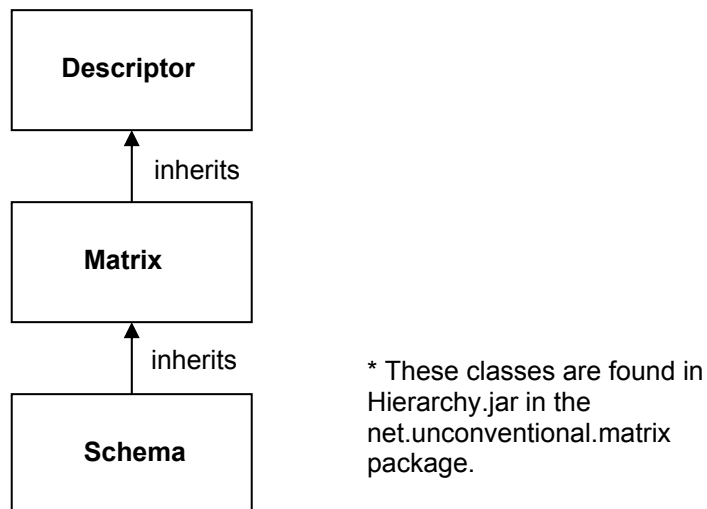 Descriptor
inherits
Matrix
inherits
Schema
* These classes are found in
Hierarchy.jar in the
net.unconventional.matrix
package.